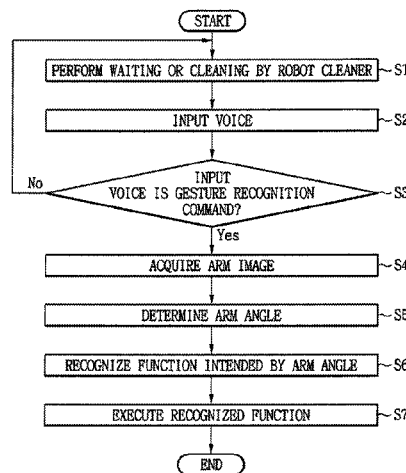 START
PERFORM WAITING OR CLEANING BY ROBOT CLEANER
S1
INPUT VOICE
S2
INPUT
VOICE IS GESTURE RECOGNITION
COMMAND?
S3
No
Yes
ACQUIRE ARM IMAGE
S4
DETERMINE ARM ANGLE
S5
RECOGNIZE FUNCTION INTENDED BY ARM ANGLE
S6
EXECUTE RECOGNIZED FUNCTION
S7
END